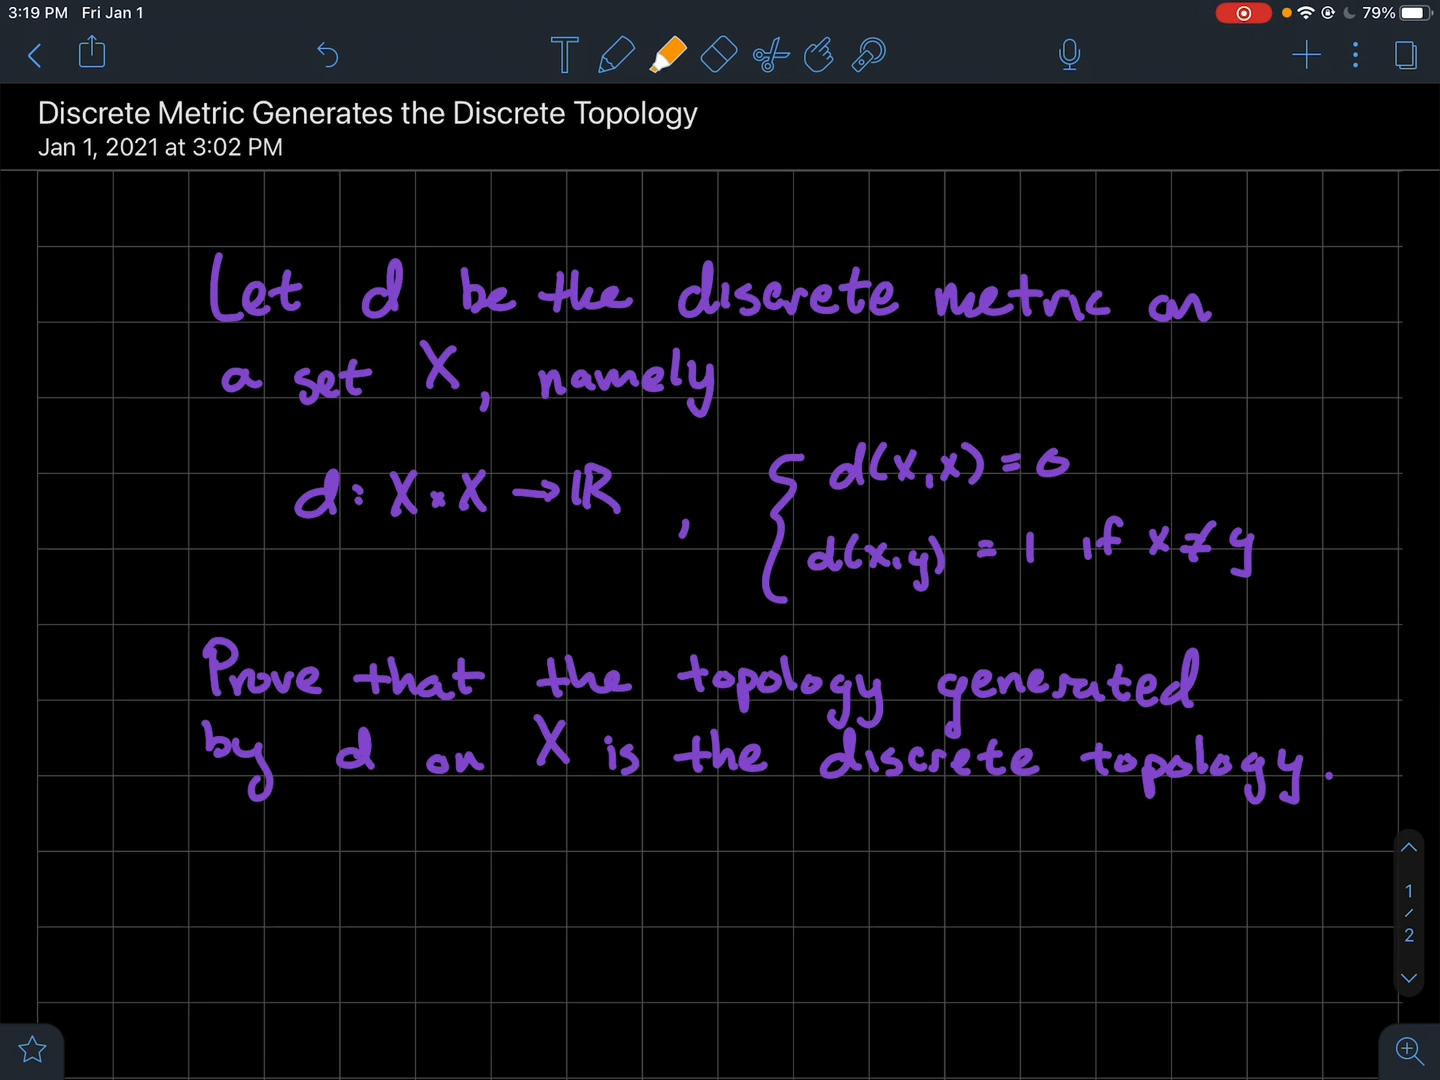 3:19 PM Fri Jan 1
79%
Discrete Metric Generates the Discrete Topology
Jan 1, 2021 at 3:02 PM
Let d be the discrete metric on
a set X, namely
d: X × X → ℝ , { d(x,x) = 0
d(x,y) = 1 if x ≠ y
Prove that the topology generated
by d on X is the discrete topology.
1
/
2